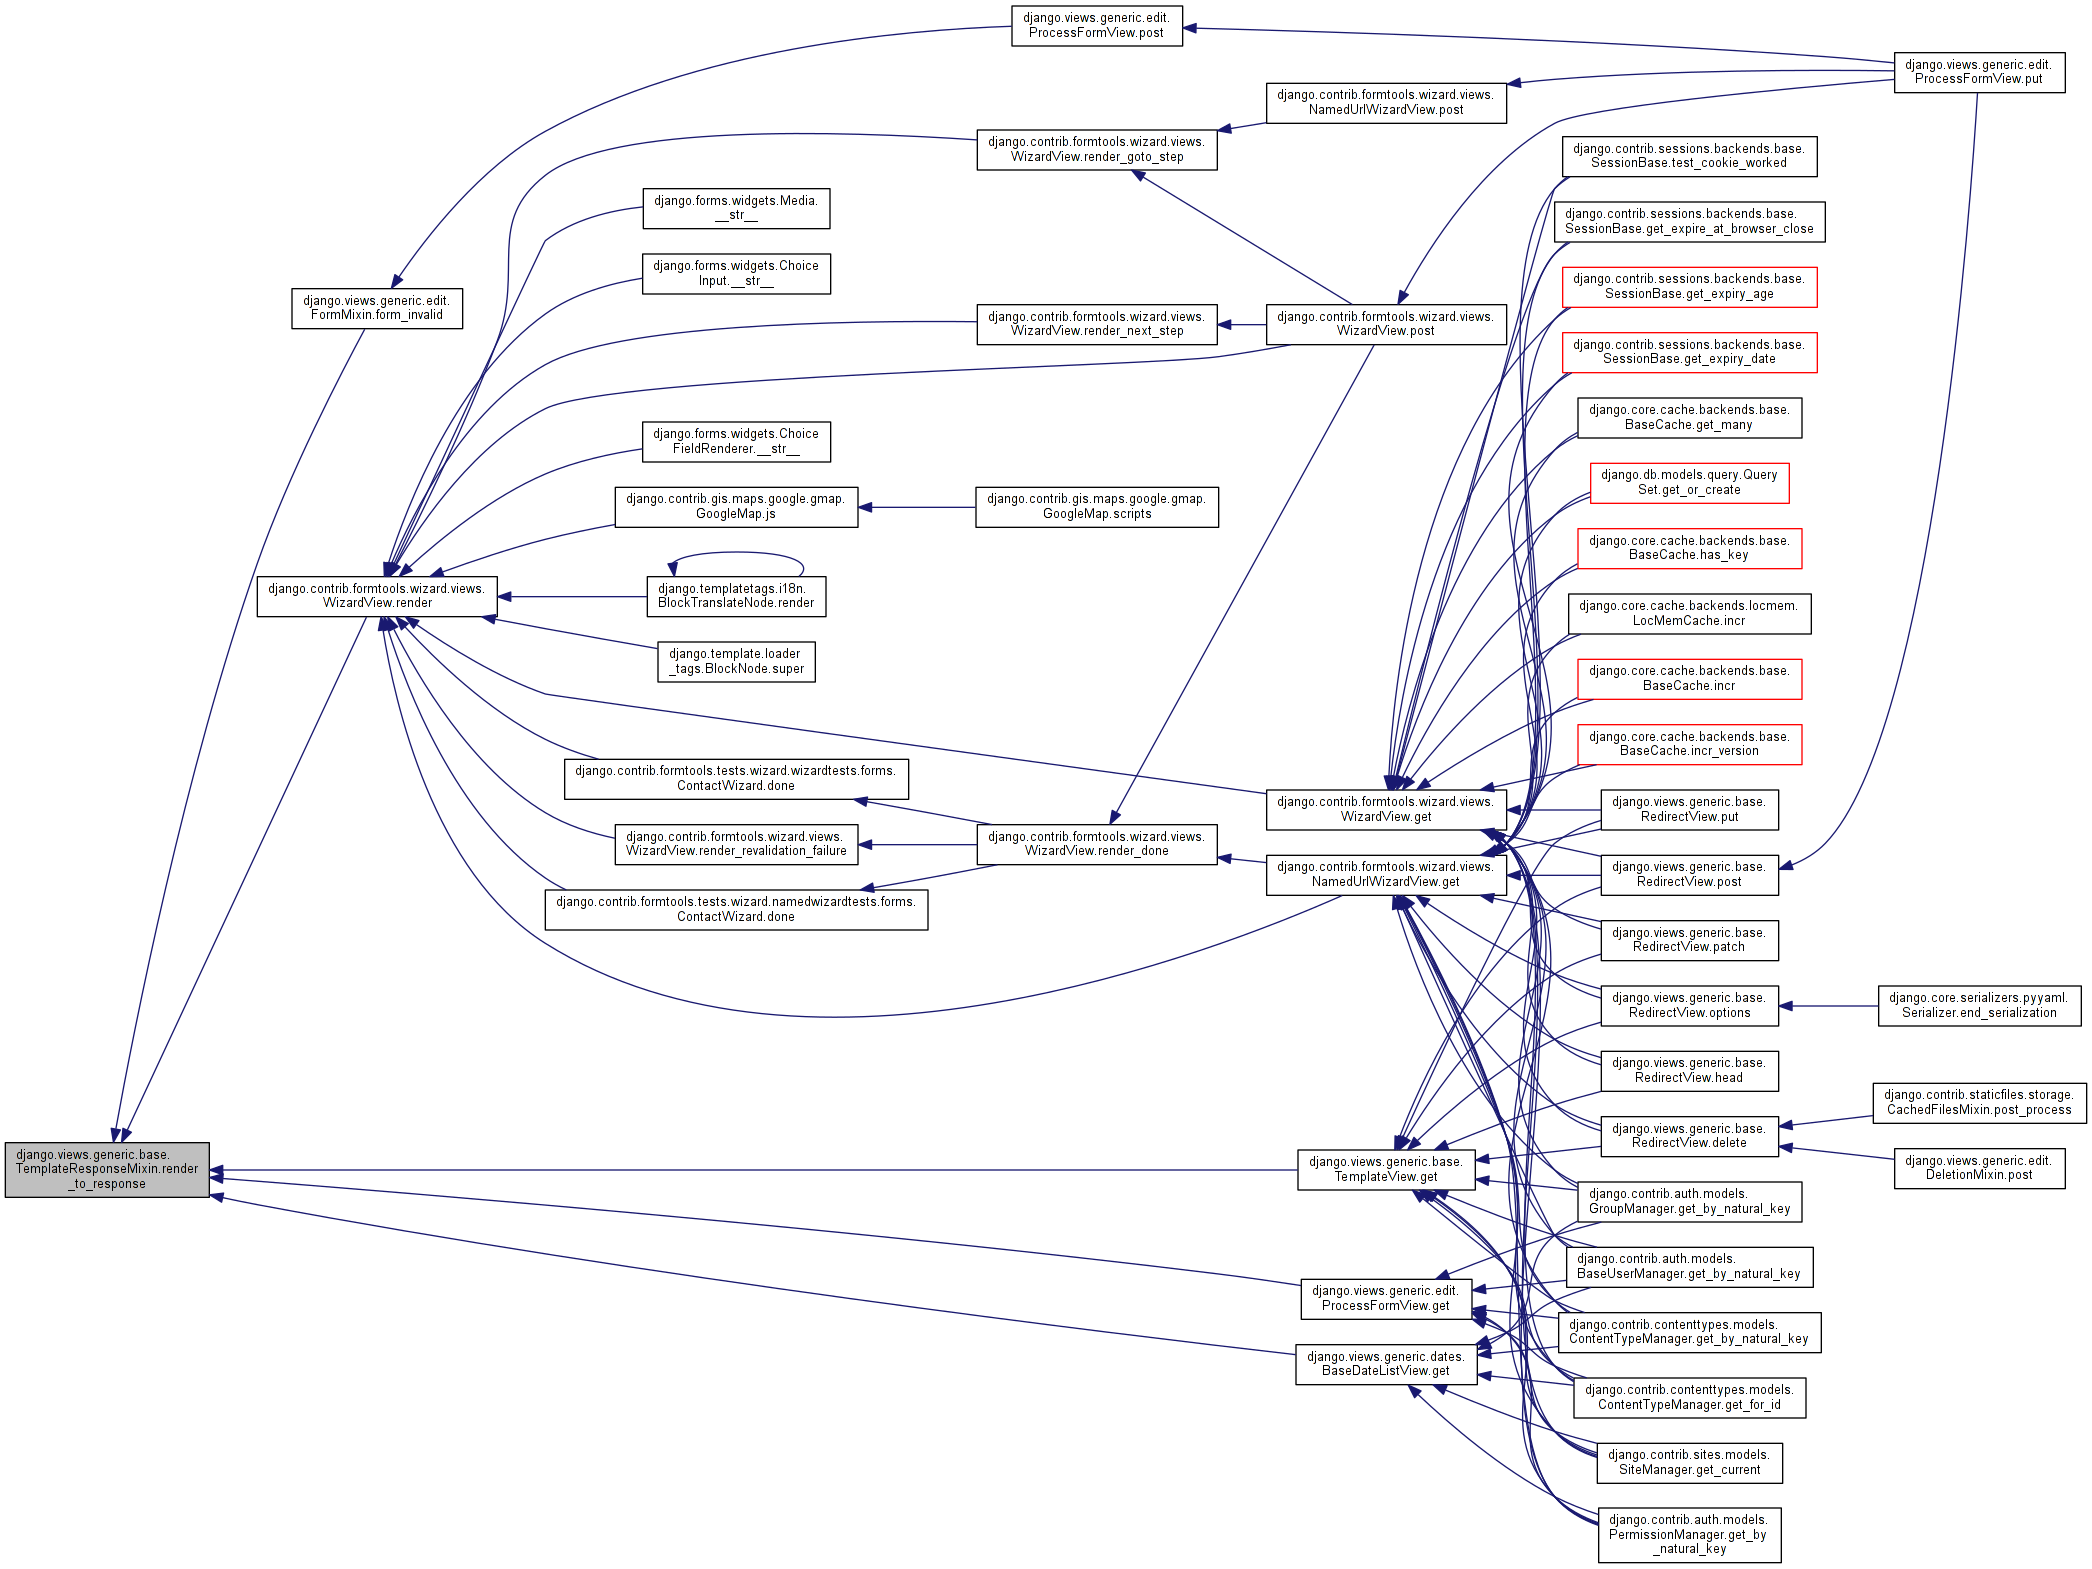 django.views.generic.edit.
ProcessFormView.post
django.views.generic.edit.
ProcessFormView.put
django.contrib.formtools.wizard.views.
NamedUrlWizardView.post
django.contrib.formtools.wizard.views.
WizardView.render_goto_step
django.contrib.sessions.backends.base.
SessionBase.test_cookie_worked
django.forms.widgets.Media.
__str__
django.contrib.sessions.backends.base.
SessionBase.get_expire_at_browser_close
django.forms.widgets.Choice
Input.__str__
django.contrib.sessions.backends.base.
SessionBase.get_expiry_age
django.views.generic.edit.
FormMixin.form_invalid
django.contrib.formtools.wizard.views.
WizardView.render_next_step
django.contrib.formtools.wizard.views.
WizardView.post
django.contrib.sessions.backends.base.
SessionBase.get_expiry_date
django.core.cache.backends.base.
BaseCache.get_many
django.forms.widgets.Choice
FieldRenderer.__str__
django.db.models.query.Query
Set.get_or_create
django.contrib.gis.maps.google.gmap.
GoogleMap.js
django.contrib.gis.maps.google.gmap.
GoogleMap.scripts
django.core.cache.backends.base.
BaseCache.has_key
django.contrib.formtools.wizard.views.
WizardView.render
django.templatetags.i18n.
BlockTranslateNode.render
django.core.cache.backends.locmem.
LocMemCache.incr
django.template.loader
_tags.BlockNode.super
django.core.cache.backends.base.
BaseCache.incr
django.core.cache.backends.base.
BaseCache.incr_version
django.contrib.formtools.tests.wizard.wizardtests.forms.
ContactWizard.done
django.contrib.formtools.wizard.views.
WizardView.get
django.views.generic.base.
RedirectView.put
django.contrib.formtools.wizard.views.
WizardView.render_revalidation_failure
django.contrib.formtools.wizard.views.
WizardView.render_done
django.contrib.formtools.wizard.views.
NamedUrlWizardView.get
django.views.generic.base.
RedirectView.post
django.contrib.formtools.tests.wizard.namedwizardtests.forms.
ContactWizard.done
django.views.generic.base.
RedirectView.patch
django.views.generic.base.
RedirectView.options
django.core.serializers.pyyaml.
Serializer.end_serialization
django.views.generic.base.
RedirectView.head
django.contrib.staticfiles.storage.
CachedFilesMixin.post_process
django.views.generic.base.
RedirectView.delete
django.views.generic.edit.
DeletionMixin.post
django.views.generic.base.
TemplateResponseMixin.render
_to_response
django.views.generic.base.
TemplateView.get
django.contrib.auth.models.
GroupManager.get_by_natural_key
django.contrib.auth.models.
BaseUserManager.get_by_natural_key
django.views.generic.edit.
ProcessFormView.get
django.contrib.contenttypes.models.
ContentTypeManager.get_by_natural_key
django.views.generic.dates.
BaseDateListView.get
django.contrib.contenttypes.models.
ContentTypeManager.get_for_id
django.contrib.sites.models.
SiteManager.get_current
django.contrib.auth.models.
PermissionManager.get_by
_natural_key